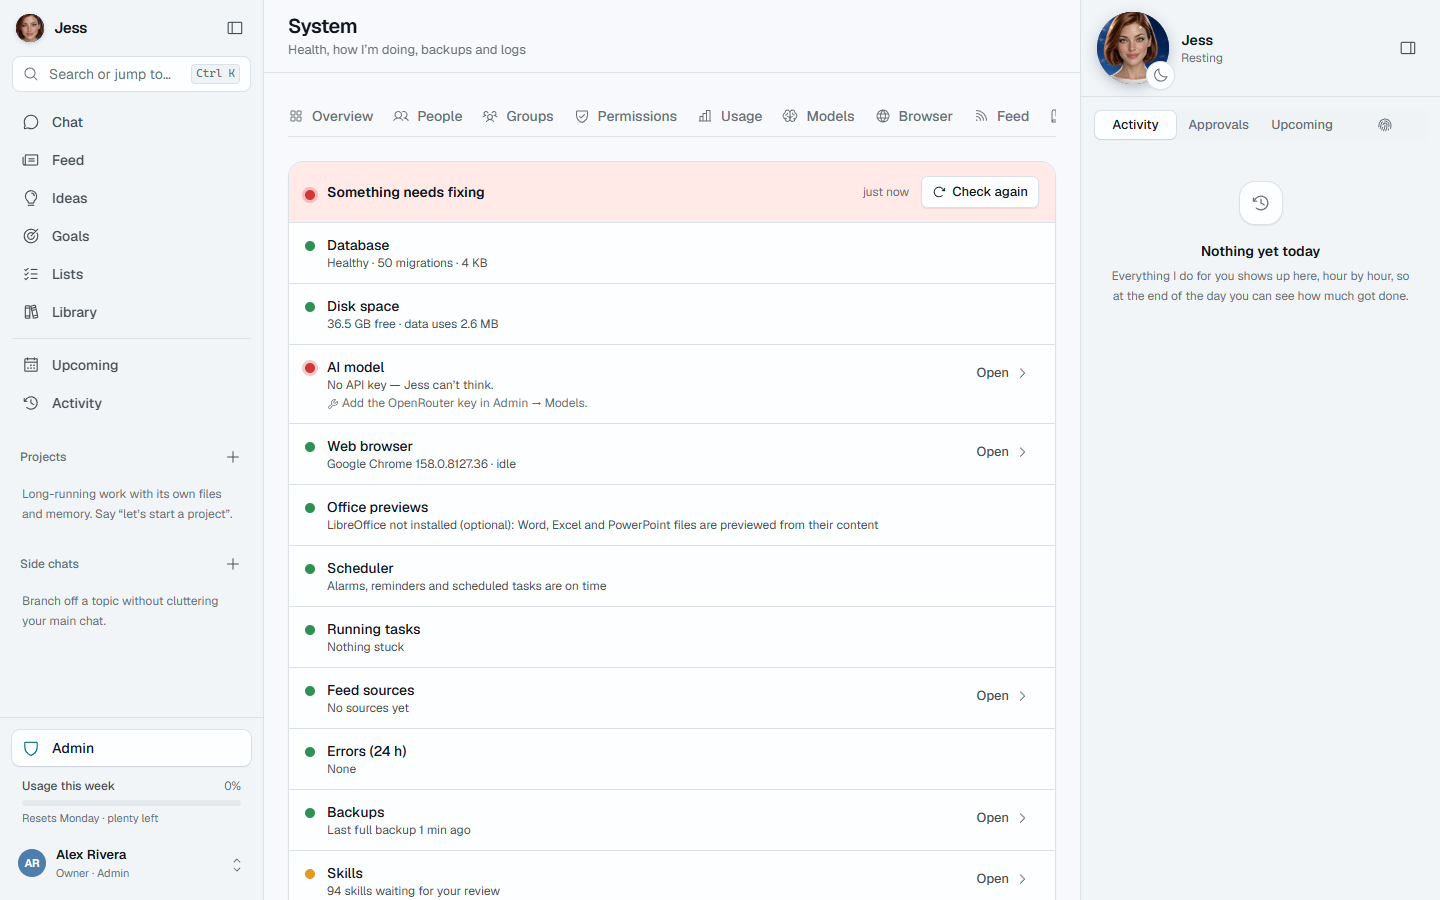 Jess
Search or jump to...
Ctrl K
Chat
Feed
Ideas
Goals
Lists
Library
Upcoming
Activity
Projects
Long-running work with its own files
and memory. Say “let’s start a project”.
Side chats
Branch off a topic without cluttering
your main chat.
Admin
Usage this week
0%
Resets Monday · plenty left
AR
Alex Rivera
Owner · Admin
System
Health, how I’m doing, backups and logs
Overview
People
Groups
Permissions
Usage
Models
Browser
Feed
Something needs fixing
just now
Check again
Database
Healthy · 50 migrations · 4 KB
Disk space
36.5 GB free · data uses 2.6 MB
AI model
No API key — Jess can’t think.
Add the OpenRouter key in Admin → Models.
Open
Web browser
Google Chrome 158.0.8127.36 · idle
Open
Office previews
LibreOffice not installed (optional): Word, Excel and PowerPoint files are previewed from their content
Scheduler
Alarms, reminders and scheduled tasks are on time
Running tasks
Nothing stuck
Feed sources
No sources yet
Open
Errors (24 h)
None
Backups
Last full backup 1 min ago
Open
Skills
94 skills waiting for your review
Open
Jess
Resting
Activity
Approvals
Upcoming
Nothing yet today
Everything I do for you shows up here, hour by hour, so
at the end of the day you can see how much got done.